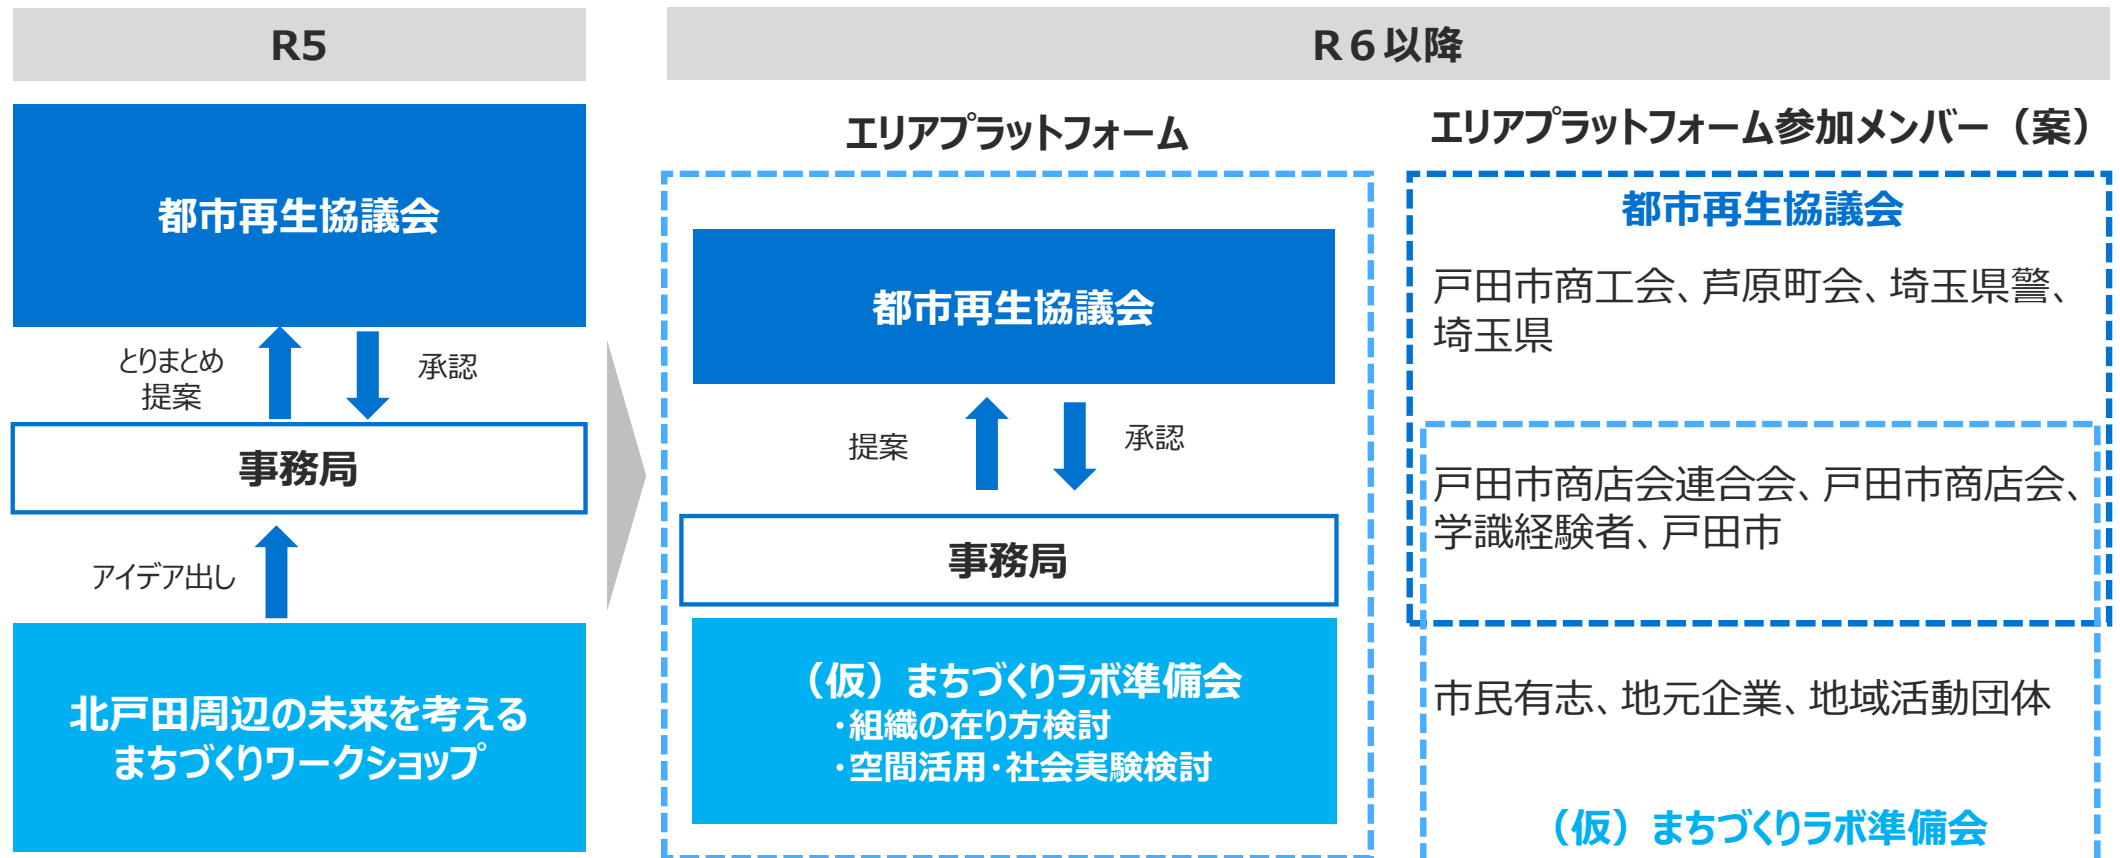 R5
都市再生協議会
とりまとめ
提案
承認
事務局
アイデア出し
北戸田周辺の未来を考える
まちづくりワークショップ
R６以降
エリアプラットフォーム
都市再生協議会
提案
承認
事務局
（仮）まちづくりラボ準備会
・組織の在り方検討
・空間活用・社会実験検討
エリアプラットフォーム参加メンバー（案）
都市再生協議会
戸田市商工会、芦原町会、埼玉県警、
埼玉県
戸田市商店会連合会、戸田市商店会、
学識経験者、戸田市
市民有志、地元企業、地域活動団体
（仮）まちづくりラボ準備会